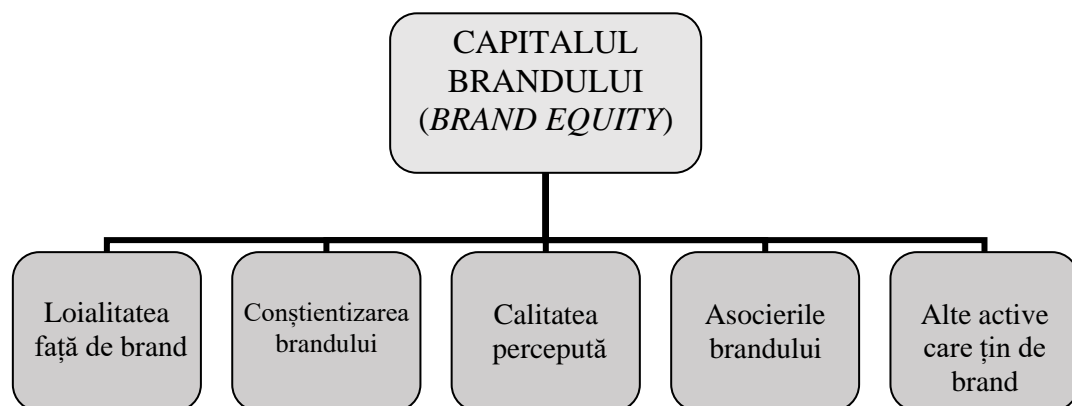 CAPITALUL
BRANDULUI
(BRAND EQUITY)
Loialitatea
față de brand
Conștientizarea
brandului
Calitatea
percepută
Asocierile
brandului
Alte active
care țin de
brand